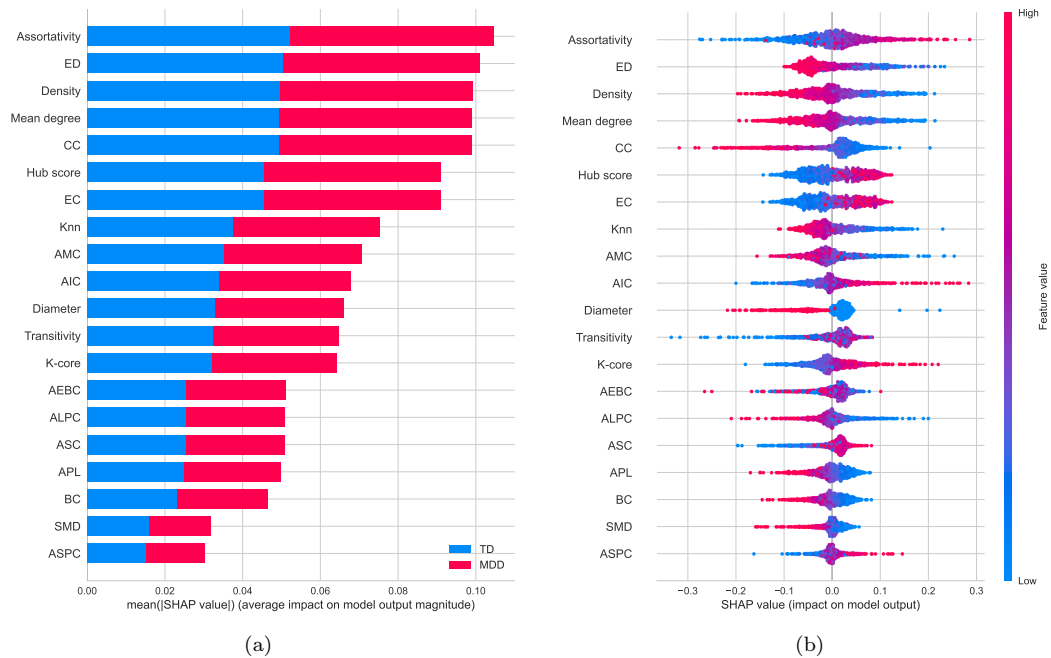 Assortativity
ED
Density
Mean degree
CC
Hub score
EC
Knn
AMC
AIC
Diameter
Transitivity
K-core
AEBC
ALPC
ASC
APL
BC
SMD
ASPC
TD
MDD
0.00 0.02 0.04 0.06 0.08 0.10
mean(|SHAP value|) (average impact on model output magnitude)
(a)
Assortativity
ED
Density
Mean degree
CC
Hub score
EC
Knn
AMC
AIC
Diameter
Transitivity
K-core
AEBC
ALPC
ASC
APL
BC
SMD
ASPC
−0.3 −0.2 −0.1 0.0 0.1 0.2 0.3
SHAP value (impact on model output)
High
Feature value
Low
(b)